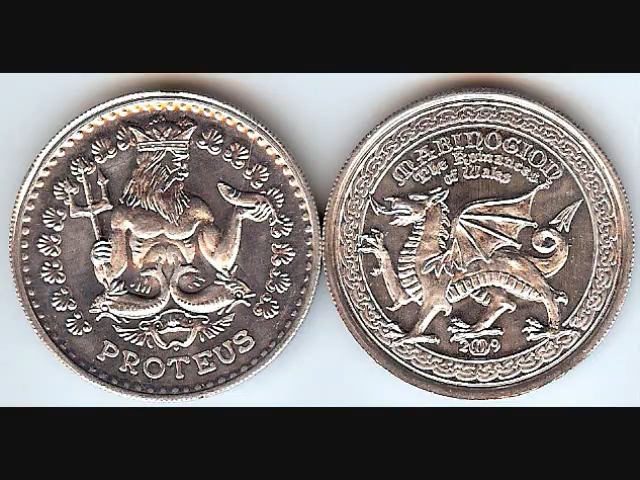 PROTEUS
MABINOGION
The Romances
of Wales
2009